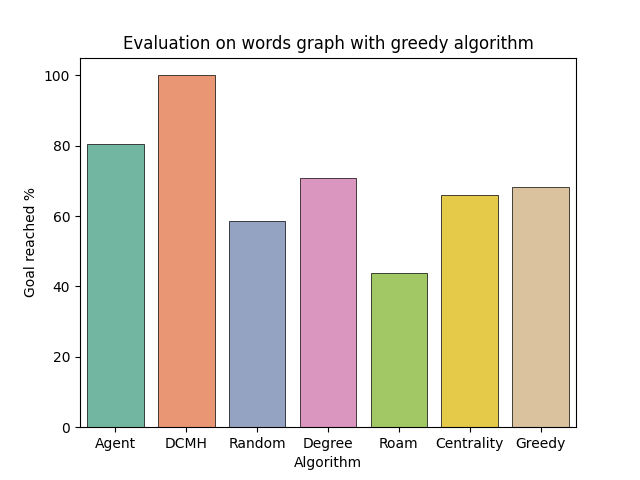 Evaluation on words graph with greedy algorithm
Goal reached %
100
80
60
40
20
0
Agent DCMH Random Degree Roam Centrality Greedy
Algorithm